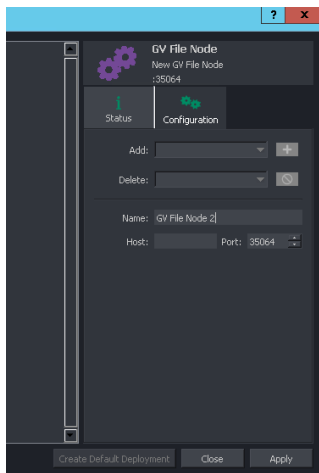 ? x
GV File Node
New GV File Node
:35064
i
Status Configuration
Add:
Delete:
Name: GV File Node 2
Host: Port: 35064
Create Default Deployment Close Apply